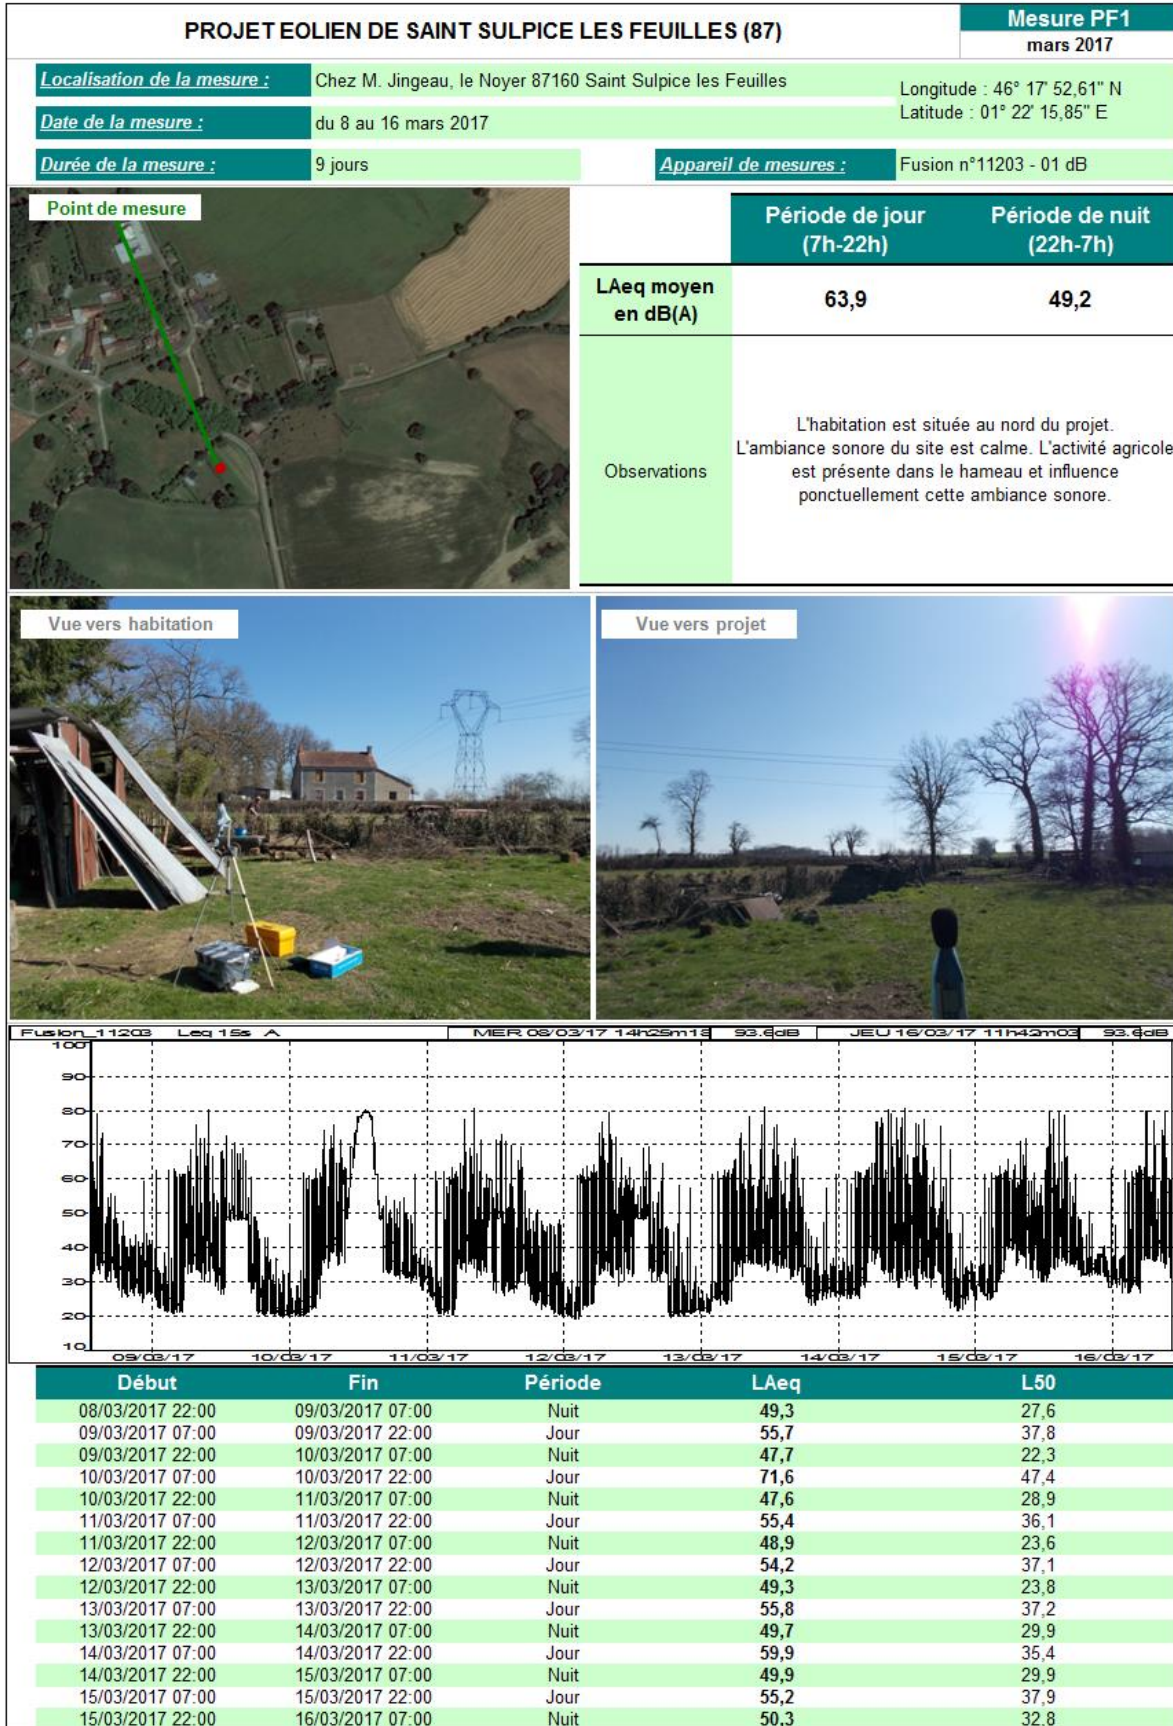 PROJET EOLIEN DE SAINT SULPICE LES FEUILLES (87)
Mesure PF1
mars 2017
Localisation de la mesure :
Chez M. Jingeau, le Noyer 87160 Saint Sulpice les Feuilles
Longitude : 46° 17' 52,61'' N
Latitude : 01° 22' 15,85'' E
Date de la mesure :
du 8 au 16 mars 2017
Durée de la mesure :
9 jours
Appareil de mesures :
Fusion n°11203 - 01 dB
Point de mesure
Période de jour
(7h-22h)
Période de nuit
(22h-7h)
LAeq moyen
en dB(A)
63,9
49,2
Observations
L'habitation est située au nord du projet.
L'ambiance sonore du site est calme. L'activité agricole
est présente dans le hameau et influence
ponctuellement cette ambiance sonore.
Vue vers habitation
Vue vers projet
Fusion_11203 Leq 15s A MER 08/03/17 14h29m18 93.6dB JEU 16/03/17 11h42m03 93.6dB
100
90
80
70
60
50
40
30
20
10
09/03/17 10/03/17 11/03/17 12/03/17 13/03/17 14/03/17 15/03/17 16/03/17
Début Fin Période LAeq L50
08/03/2017 22:00 09/03/2017 07:00 Nuit 49,3 27,6
09/03/2017 07:00 09/03/2017 22:00 Jour 55,7 37,8
09/03/2017 22:00 10/03/2017 07:00 Nuit 47,7 22,3
10/03/2017 07:00 10/03/2017 22:00 Jour 71,6 47,4
10/03/2017 22:00 11/03/2017 07:00 Nuit 47,6 28,9
11/03/2017 07:00 11/03/2017 22:00 Jour 55,4 36,1
11/03/2017 22:00 12/03/2017 07:00 Nuit 48,9 23,6
12/03/2017 07:00 12/03/2017 22:00 Jour 54,2 37,1
12/03/2017 22:00 13/03/2017 07:00 Nuit 49,3 23,8
13/03/2017 07:00 13/03/2017 22:00 Jour 55,8 37,2
13/03/2017 22:00 14/03/2017 07:00 Nuit 49,7 29,9
14/03/2017 07:00 14/03/2017 22:00 Jour 59,9 35,4
14/03/2017 22:00 15/03/2017 07:00 Nuit 49,9 29,9
15/03/2017 07:00 15/03/2017 22:00 Jour 55,2 37,9
15/03/2017 22:00 16/03/2017 07:00 Nuit 50,3 32,8